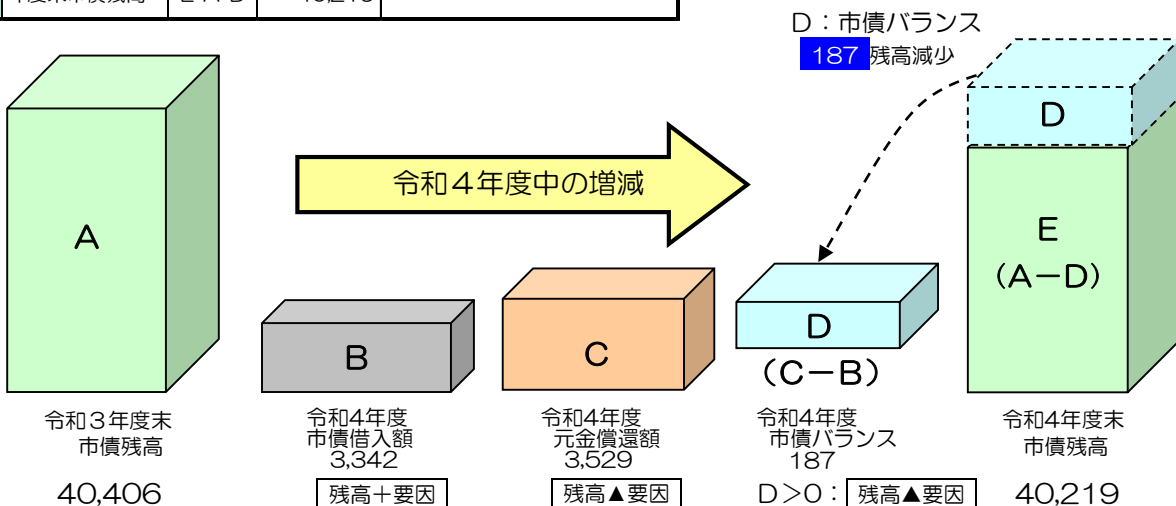 D：市債バランス
187 残高減少
D
令和４年度中の増減
A
E
(A－D)
B
C
D
(C－B)
令和３年度末
市債残高
40,406
令和4年度
市債借入額
3,342
残高＋要因
令和4年度
元金償還額
3,529
残高▲要因
令和4年度
市債バランス
187
D＞0：残高▲要因
令和4年度末
市債残高
40,219